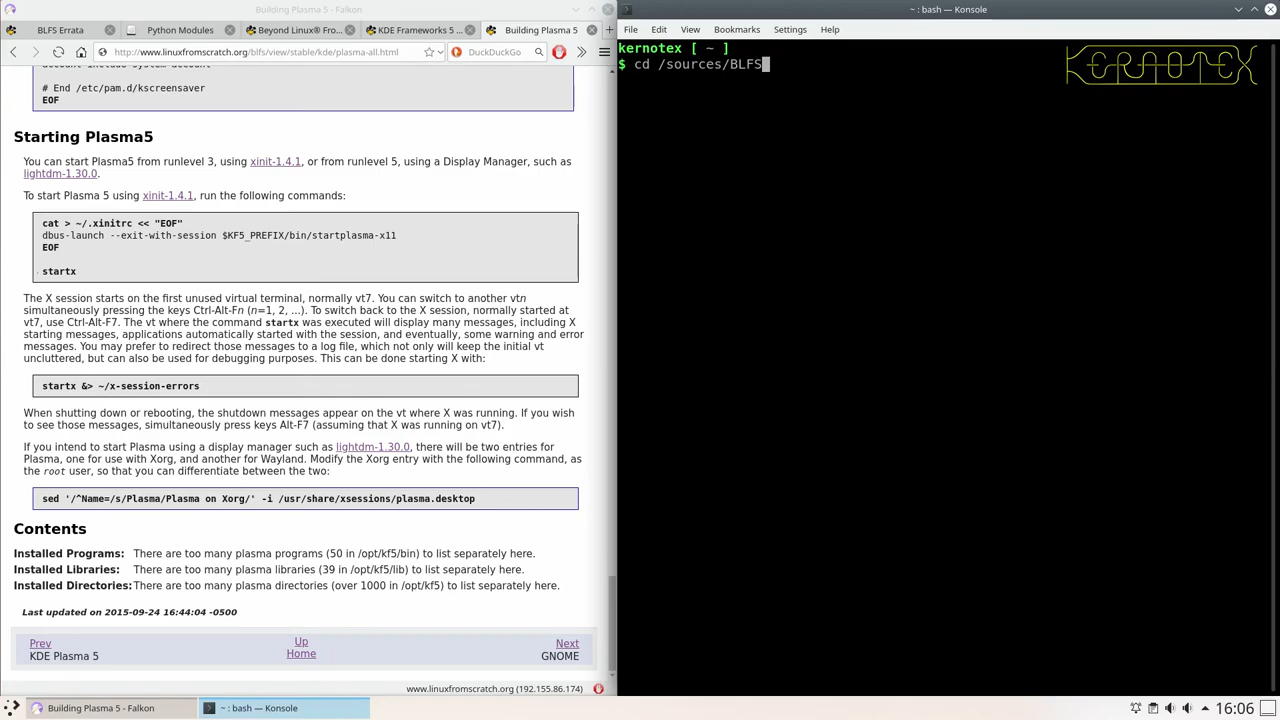 Building Plasma 5 - Falkon
BLFS Errata
Python Modules
Beyond Linux® Fro
KDE Frameworks 5
Building Plasma 5
http://www.linuxfromscratch.org/blfs/view/stable/kde/plasma-all.html
DuckDuckGo
account include system-account
# End /etc/pam.d/kscreensaver
EOF
Starting Plasma5
You can start Plasma5 from runlevel 3, using xinit-1.4.1, or from runlevel 5, using a Display Manager, such as
lightdm-1.30.0.
To start Plasma 5 using xinit-1.4.1, run the following commands:
cat > ~/.xinitrc << "EOF"
dbus-launch --exit-with-session $KF5_PREFIX/bin/startplasma-x11
EOF
startx
The X session starts on the first unused virtual terminal, normally vt7. You can switch to another vtn
simultaneously pressing the keys Ctrl-Alt-Fn (n=1, 2, ...). To switch back to the X session, normally started at
vt7, use Ctrl-Alt-F7. The vt where the command startx was executed will display many messages, including X
starting messages, applications automatically started with the session, and eventually, some warning and error
messages. You may prefer to redirect those messages to a log file, which not only will keep the initial vt
uncluttered, but can also be used for debugging purposes. This can be done starting X with:
startx &> ~/x-session-errors
When shutting down or rebooting, the shutdown messages appear on the vt where X was running. If you wish
to see those messages, simultaneously press keys Alt-F7 (assuming that X was running on vt7).
If you intend to start Plasma using a display manager such as lightdm-1.30.0, there will be two entries for
Plasma, one for use with Xorg, and another for Wayland. Modify the Xorg entry with the following command, as
the root user, so that you can differentiate between the two:
sed '/^Name=/s/Plasma/Plasma on Xorg/' -i /usr/share/xsessions/plasma.desktop
Contents
Installed Programs: There are too many plasma programs (50 in /opt/kf5/bin) to list separately here.
Installed Libraries: There are too many plasma libraries (39 in /opt/kf5/lib) to list separately here.
Installed Directories: There are too many plasma directories (over 1000 in /opt/kf5) to list separately here.
Last updated on 2015-09-24 16:44:04 -0500
Prev
KDE Plasma 5
Up
Home
Next
GNOME
www.linuxfromscratch.org (192.155.86.174)
~ : bash — Konsole
File Edit View Bookmarks Settings Help
kernotex [ ~ ]
$ cd /sources/BLFS
KERNOTEX
Building Plasma 5 - Falkon
~ : bash — Konsole
16:06